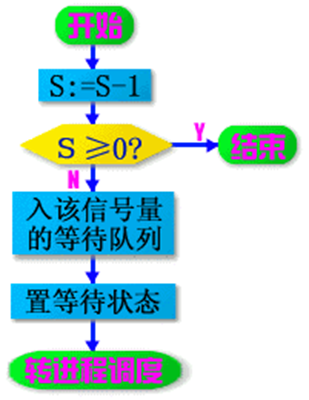 开始
S:=S-1
S≥0?
Y
结束
N
入该信号量
的等待队列
置等待状态
转进程调度